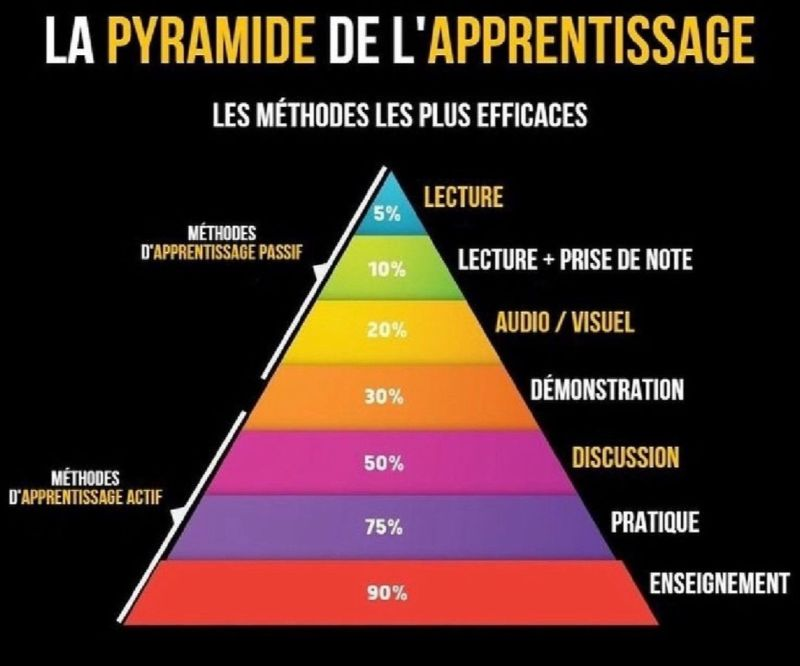 LA PYRAMIDE DE L'APPRENTISSAGE
LES MÉTHODES LES PLUS EFFICACES
5%
LECTURE
MÉTHODES
D'APPRENTISSAGE PASSIF
10%
LECTURE + PRISE DE NOTE
20%
AUDIO / VISUEL
30%
DÉMONSTRATION
50%
DISCUSSION
MÉTHODES
D'APPRENTISSAGE ACTIF
75%
PRATIQUE
90%
ENSEIGNEMENT